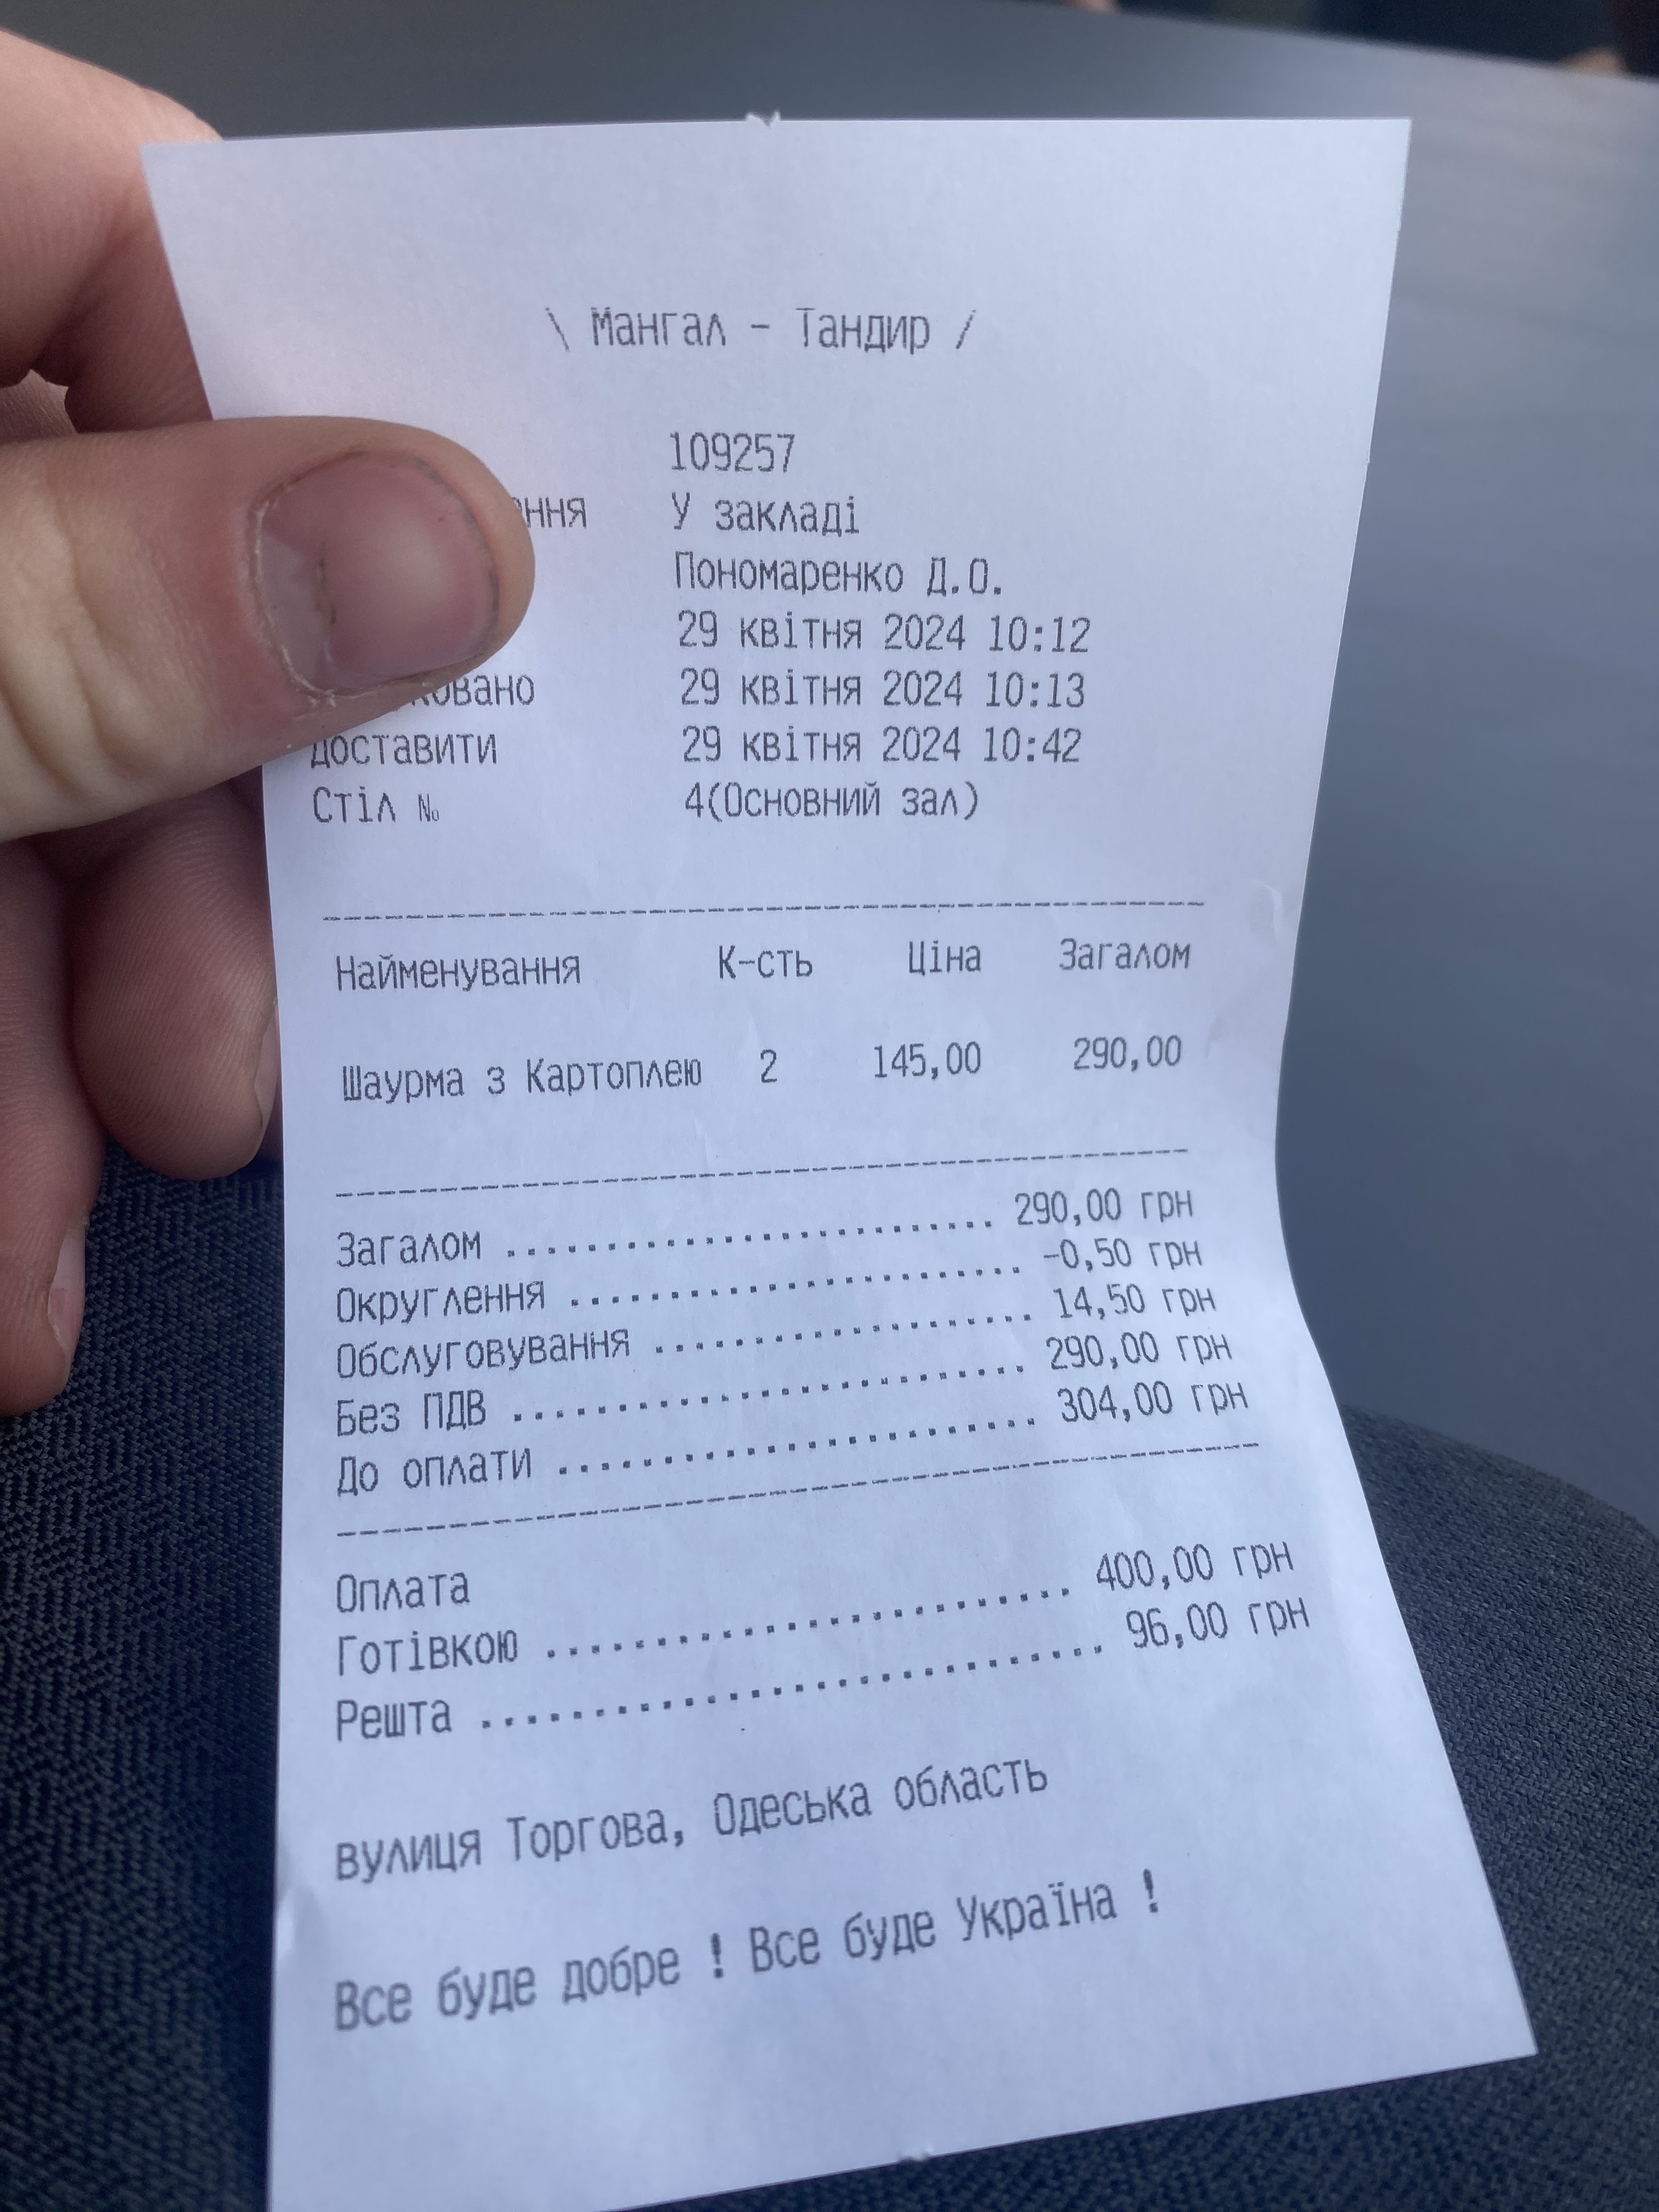 \ Мангал - Тандир /
109257
У закладі
Пономаренко Д.О.
29 квітня 2024 10:12
29 квітня 2024 10:13
Доставити 29 квітня 2024 10:42
Стіл № 4(Основний зал)
Найменування К-сть Ціна Загалом
Шаурма з Картоплею 2 145,00 290,00
Загалом ............................. 290,00 грн
Округлення ........................... -0,50 грн
Обслуговування ....................... 14,50 грн
Без ПДВ ............................. 290,00 грн
До оплати ........................... 304,00 грн
Оплата
Готівкою ............................. 400,00 грн
Решта ................................. 96,00 грн
вулиця Торгова, Одеська область
Все буде добре ! Все буде Україна !